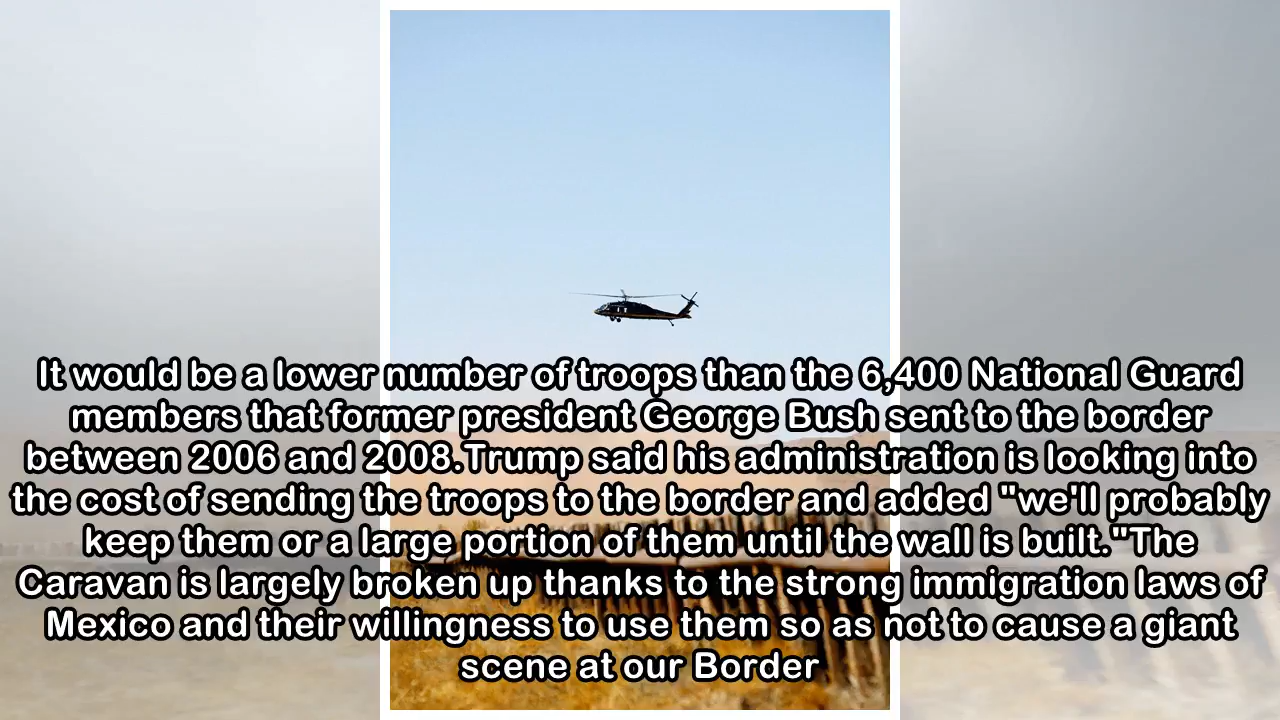 It would be a lower number of troops than the 6,400 National Guard
members that former president George Bush sent to the border
between 2006 and 2008.Trump said his administration is looking into
the cost of sending the troops to the border and added "we'll probably
keep them or a large portion of them until the wall is built."The
Caravan is largely broken up thanks to the strong immigration laws of
Mexico and their willingness to use them so as not to cause a giant
scene at our Border